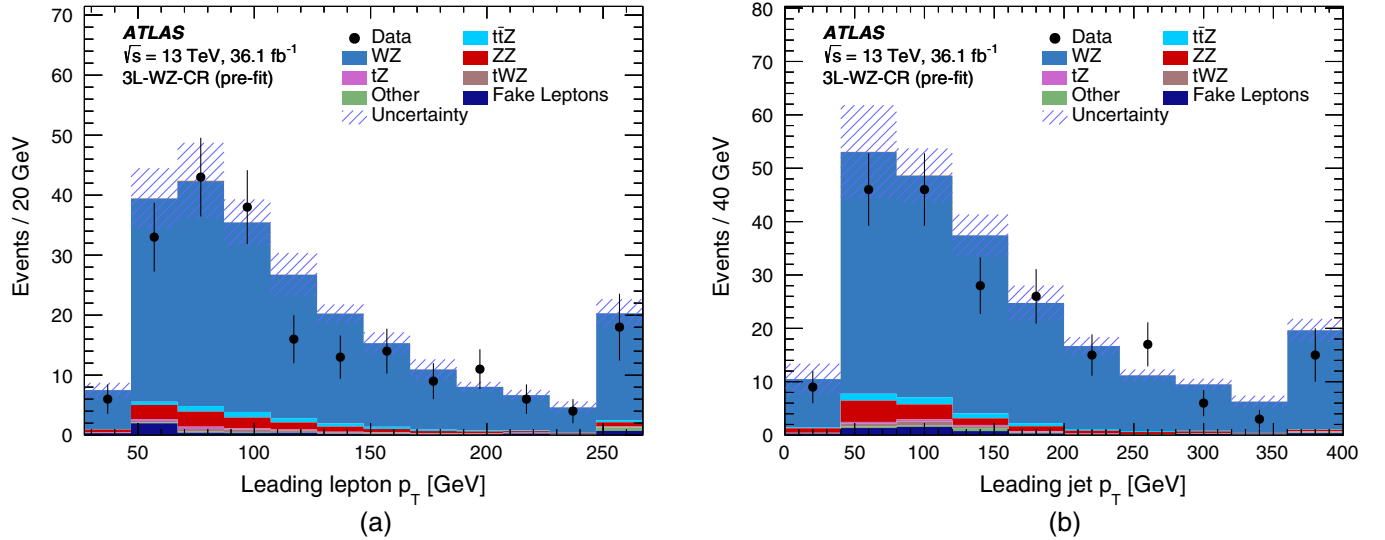 ATLAS
√s = 13 TeV, 36.1 fb⁻¹
3L-WZ-CR (pre-fit)
Data
WZ
tZ
Other
Uncertainty
tt̄Z
ZZ
tWZ
Fake Leptons
Events / 20 GeV
70
60
50
40
30
20
10
0
50 100 150 200 250
Leading lepton p_T [GeV]
(a)
ATLAS
√s = 13 TeV, 36.1 fb⁻¹
3L-WZ-CR (pre-fit)
Data
WZ
tZ
Other
Uncertainty
tt̄Z
ZZ
tWZ
Fake Leptons
Events / 40 GeV
80
70
60
50
40
30
20
10
0
0 50 100 150 200 250 300 350 400
Leading jet p_T [GeV]
(b)